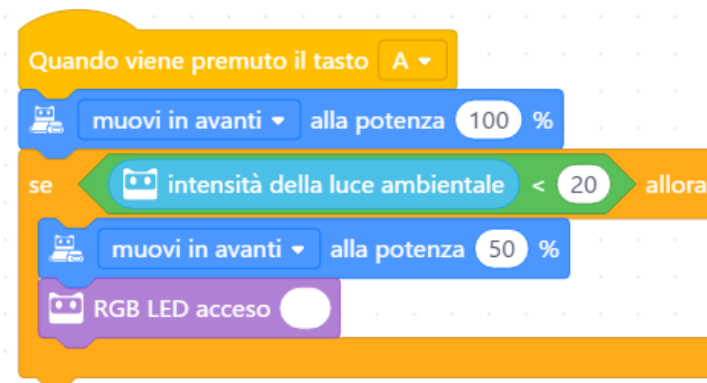 Quando viene premuto il tasto A
muovi in avanti alla potenza 100 %
se intensità della luce ambientale < 20 allora
muovi in avanti alla potenza 50 %
RGB LED acceso